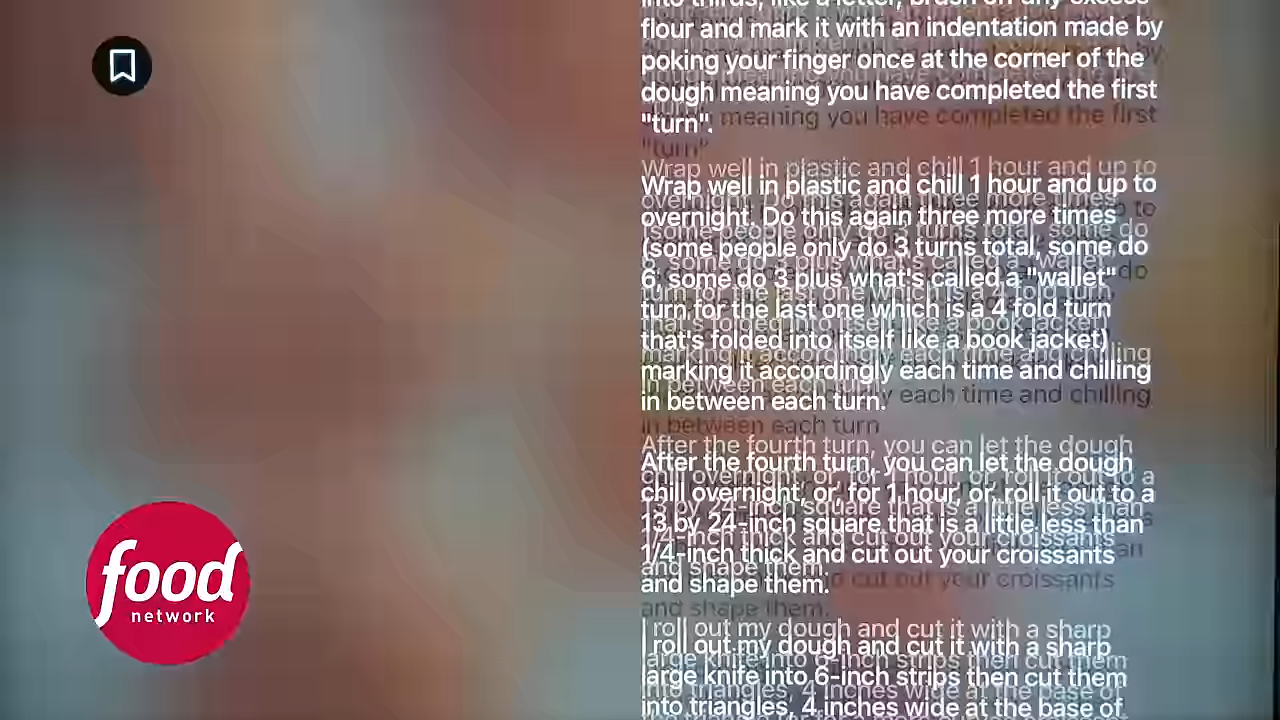 into thirds, like a letter, brush off any excess
flour and mark it with an indentation made by
poking your finger once at the corner of the
dough meaning you have completed the first
"turn".
Wrap well in plastic and chill 1 hour and up to
overnight. Do this again three more times
(some people only do 3 turns total, some do
6, some do 3 plus what's called a "wallet"
turn for the last one which is a 4 fold turn
that's folded into itself like a book jacket)
marking it accordingly each time and chilling
in between each turn.
After the fourth turn, you can let the dough
chill overnight, or, for 1 hour, or, roll it out to a
13 by 24-inch square that is a little less than
1/4-inch thick and cut out your croissants
and shape them.
I roll out my dough and cut it with a sharp
large knife into 6-inch strips then cut them
into triangles, 4 inches wide at the base of
food
network